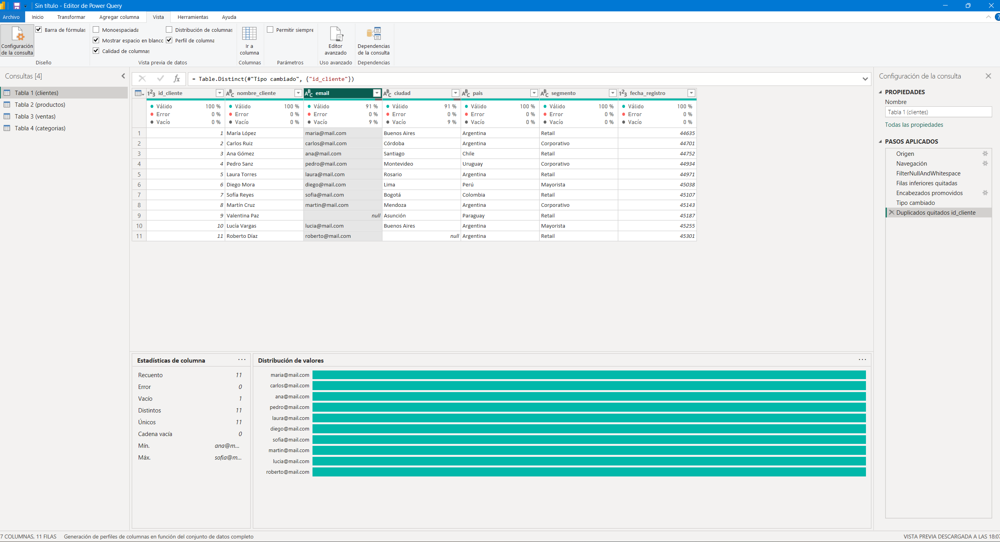 Sin título - Editor de Power Query
Archivo Inicio Transformar Agregar columna Vista Herramientas Ayuda
Configuración de la consulta
Barra de fórmulas
Diseño
Monoespaciada
Mostrar espacio en blanco
Calidad de columnas
Distribución de columnas
Perfil de columna
Vista previa de datos
Ir a columna
Columnas
Permitir siempre
Parámetros
Editor avanzado
Uso avanzado
Dependencias de la consulta
Dependencias
Consultas [4]
Tabla 1 (clientes)
Tabla 2 (productos)
Tabla 3 (ventas)
Tabla 4 (categorias)
fx = Table.Distinct(#"Tipo cambiado", {"id_cliente"})
123 id_cliente ABC nombre_cliente ABC email ABC ciudad ABC pais ABC segmento 123 fecha_registro
Válido 100 % Válido 100 % Válido 91 % Válido 91 % Válido 100 % Válido 100 % Válido 100 %
Error 0 % Error 0 % Error 0 % Error 0 % Error 0 % Error 0 % Error 0 %
Vacío 0 % Vacío 0 % Vacío 9 % Vacío 9 % Vacío 0 % Vacío 0 % Vacío 0 %
1 1 María López maria@mail.com Buenos Aires Argentina Retail 44635
2 2 Carlos Ruiz carlos@mail.com Córdoba Argentina Corporativo 44701
3 3 Ana Gómez ana@mail.com Santiago Chile Retail 44752
4 4 Pedro Sanz pedro@mail.com Montevideo Uruguay Corporativo 44934
5 5 Laura Torres laura@mail.com Rosario Argentina Retail 44971
6 6 Diego Mora diego@mail.com Lima Perú Mayorista 45038
7 7 Sofía Reyes sofia@mail.com Bogotá Colombia Retail 45107
8 8 Martín Cruz martin@mail.com Mendoza Argentina Corporativo 45143
9 9 Valentina Paz null Asunción Paraguay Retail 45187
10 10 Lucía Vargas lucia@mail.com Buenos Aires Argentina Mayorista 45255
11 11 Roberto Díaz roberto@mail.com null Argentina Retail 45301
Estadísticas de columna ...
Recuento 11
Error 0
Vacío 1
Distintos 11
Únicos 11
Cadena vacía 0
Mín. ana@m...
Máx. sofia@m...
Distribución de valores ...
maria@mail.com
carlos@mail.com
ana@mail.com
pedro@mail.com
laura@mail.com
diego@mail.com
sofia@mail.com
martin@mail.com
lucia@mail.com
roberto@mail.com
Configuración de la consulta
PROPIEDADES
Nombre
Tabla 1 (clientes)
Todas las propiedades
PASOS APLICADOS
Origen
Navegación
FilterNullAndWhitespace
Filas inferiores quitadas
Encabezados promovidos
Tipo cambiado
Duplicados quitados id_cliente
7 COLUMNAS, 11 FILAS Generación de perfiles de columnas en función del conjunto de datos completo
VISTA PREVIA DESCARGADA A LAS 18:07